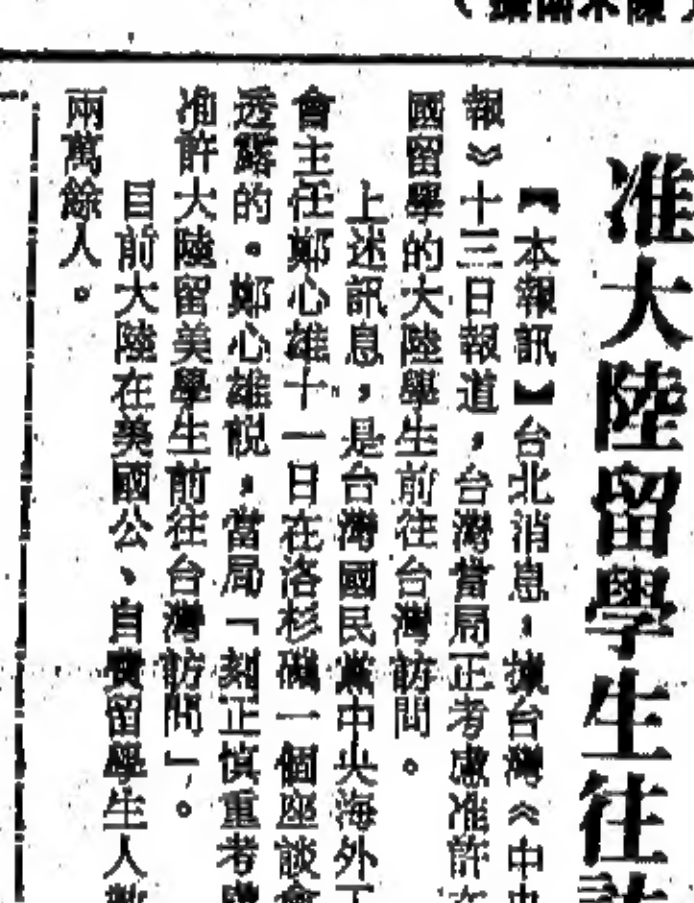 准大陸留學生往訪
【本報訊】台北消息，據台灣《中央
報》十三日報道，台灣當局正考慮准許在
國留學的大陸學生前往台灣訪問。
上述訊息，是台灣國民黨中央海外工
會主任鄭心雄十一日在洛杉磯一個座談會
透露的。鄭心雄說，當局「刻正慎重考慮
准許大陸留美學生前往台灣訪問」。
目前大陸在美國公、自費留學生人數
兩萬餘人。